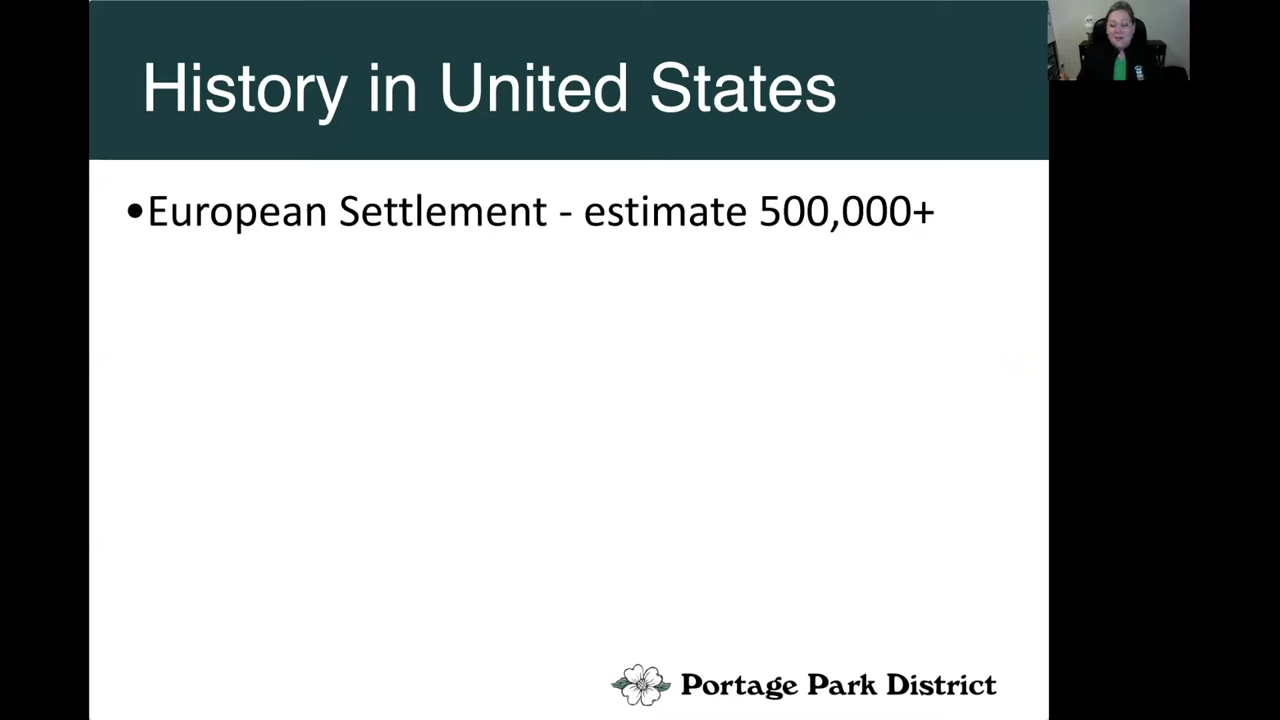 History in United States
•European Settlement - estimate 500,000+
Portage Park District